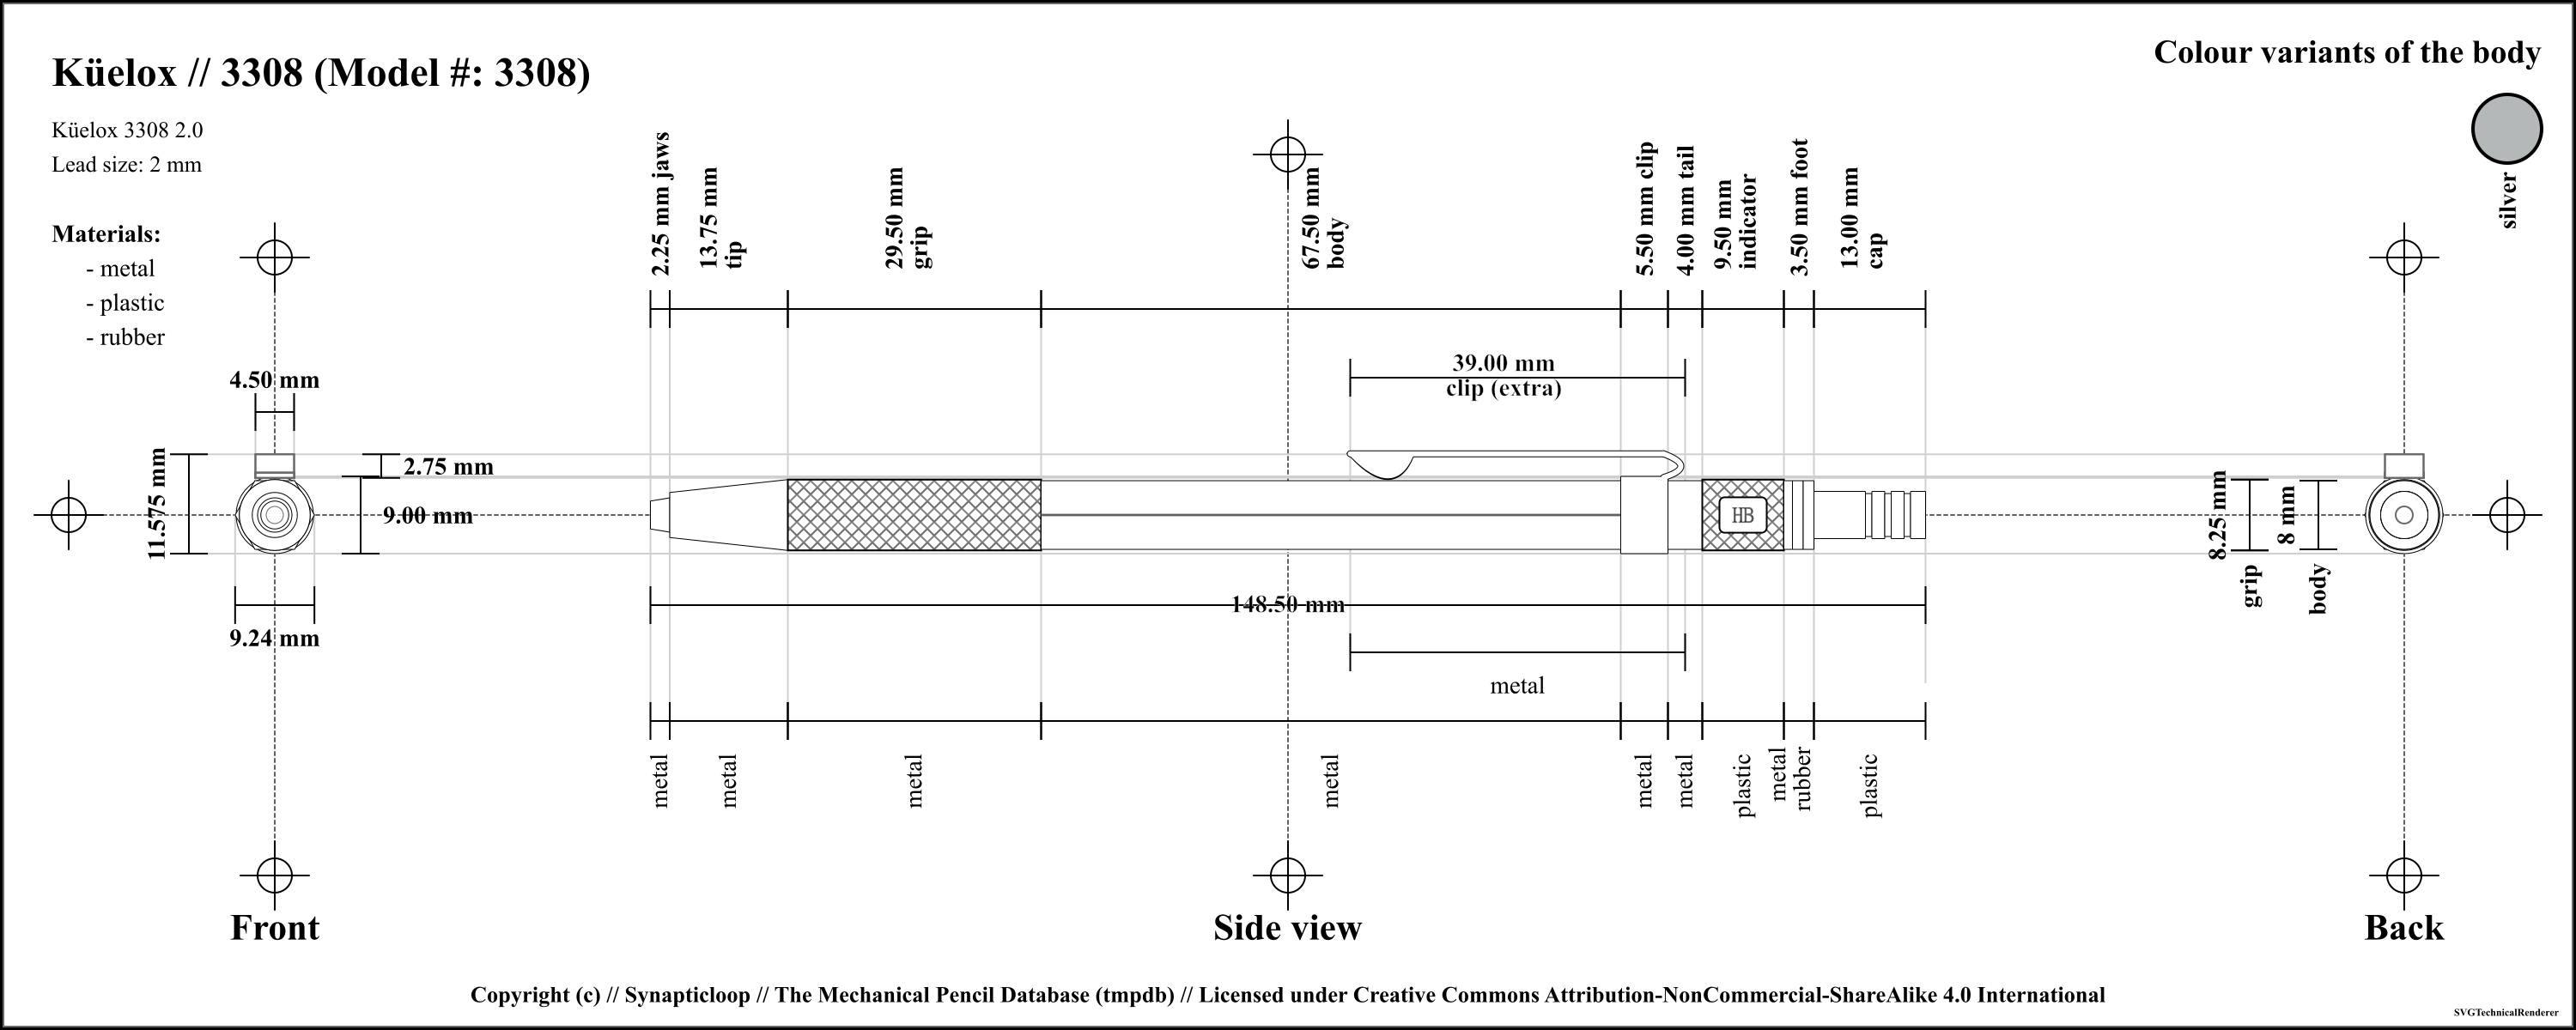 Küelox // 3308 (Model #: 3308)
Küelox 3308 2.0
Lead size: 2 mm
Materials:
- metal
- plastic
- rubber
Colour variants of the body
silver
2.25 mm jaws
13.75 mm
tip
29.50 mm
grip
67.50 mm
body
5.50 mm clip
4.00 mm tail
9.50 mm
indicator
3.50 mm foot
13.00 mm
cap
39.00 mm
clip (extra)
4.50 mm
2.75 mm
11.575 mm
9.00 mm
9.24 mm
HB
148.50 mm
8.25 mm
grip
8 mm
body
metal
metal
metal
metal
metal
metal
metal
plastic
metal
rubber
plastic
Front
Side view
Back
Copyright (c) // Synapticloop // The Mechanical Pencil Database (tmpdb) // Licensed under Creative Commons Attribution-NonCommercial-ShareAlike 4.0 International
SVGTechnicalRenderer